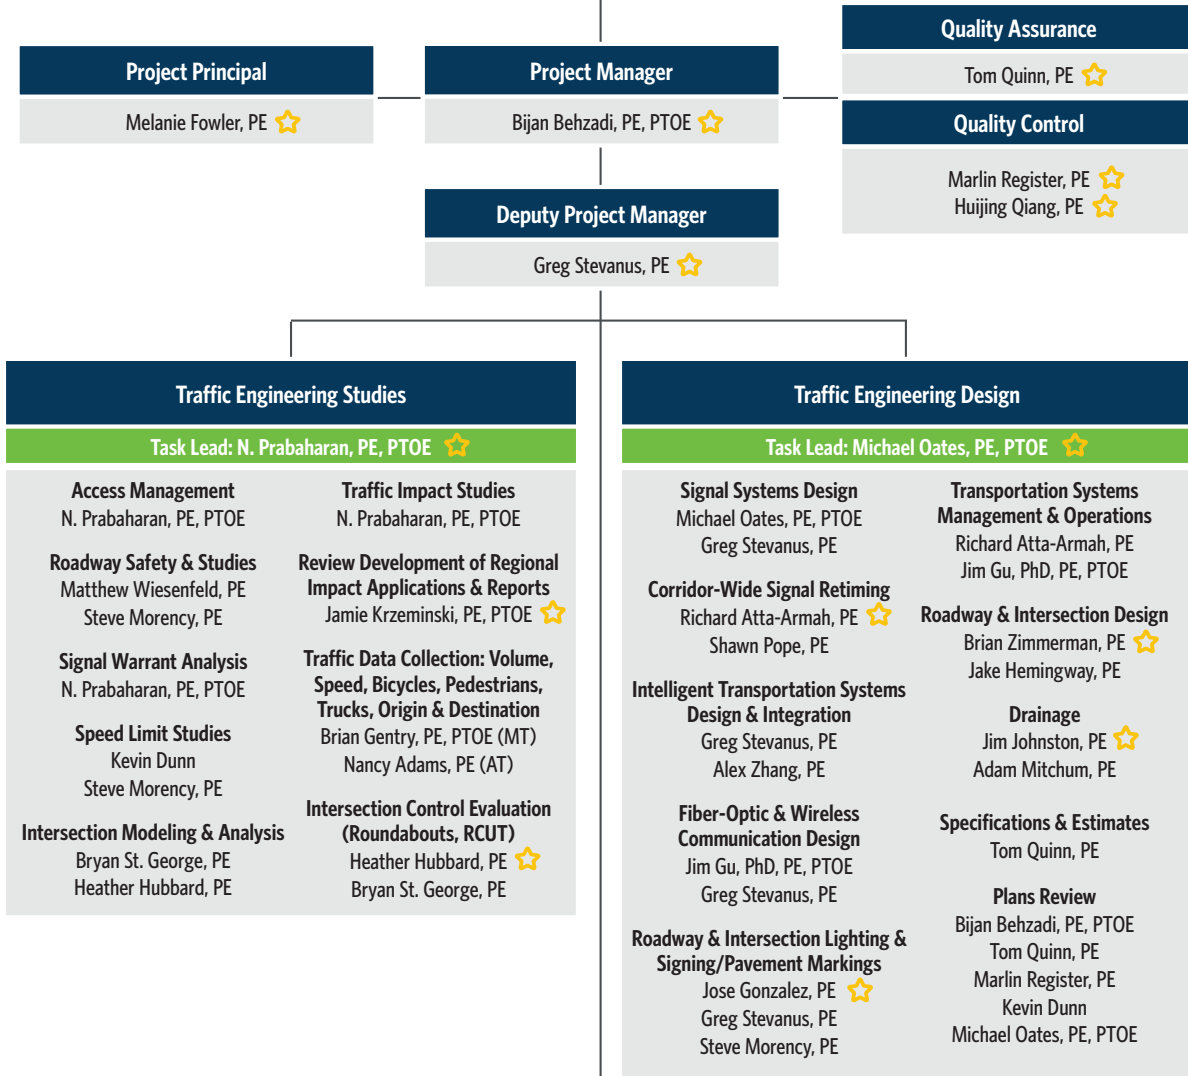 Quality Assurance
Tom Quinn, PE
Project Principal
Melanie Fowler, PE
Project Manager
Bijan Behzadi, PE, PTOE
Quality Control
Marlin Register, PE
Huijing Qiang, PE
Deputy Project Manager
Greg Stevanus, PE
Traffic Engineering Studies
Task Lead: N. Prabaharan, PE, PTOE
Access Management
N. Prabaharan, PE, PTOE
Roadway Safety & Studies
Matthew Wiesenfeld, PE
Steve Morency, PE
Signal Warrant Analysis
N. Prabaharan, PE, PTOE
Speed Limit Studies
Kevin Dunn
Steve Morency, PE
Intersection Modeling & Analysis
Bryan St. George, PE
Heather Hubbard, PE
Traffic Impact Studies
N. Prabaharan, PE, PTOE
Review Development of Regional
Impact Applications & Reports
Jamie Krzeminski, PE, PTOE
Traffic Data Collection: Volume,
Speed, Bicycles, Pedestrians,
Trucks, Origin & Destination
Brian Gentry, PE, PTOE (MT)
Nancy Adams, PE (AT)
Intersection Control Evaluation
(Roundabouts, RCUT)
Heather Hubbard, PE
Bryan St. George, PE
Traffic Engineering Design
Task Lead: Michael Oates, PE, PTOE
Signal Systems Design
Michael Oates, PE, PTOE
Greg Stevanus, PE
Corridor-Wide Signal Retiming
Richard Atta-Armah, PE
Shawn Pope, PE
Intelligent Transportation Systems
Design & Integration
Greg Stevanus, PE
Alex Zhang, PE
Fiber-Optic & Wireless
Communication Design
Jim Gu, PhD, PE, PTOE
Greg Stevanus, PE
Roadway & Intersection Lighting &
Signing/Pavement Markings
Jose Gonzalez, PE
Greg Stevanus, PE
Steve Morency, PE
Transportation Systems
Management & Operations
Richard Atta-Armah, PE
Jim Gu, PhD, PE, PTOE
Roadway & Intersection Design
Brian Zimmerman, PE
Jake Hemingway, PE
Drainage
Jim Johnston, PE
Adam Mitchum, PE
Specifications & Estimates
Tom Quinn, PE
Plans Review
Bijan Behzadi, PE, PTOE
Tom Quinn, PE
Marlin Register, PE
Kevin Dunn
Michael Oates, PE, PTOE